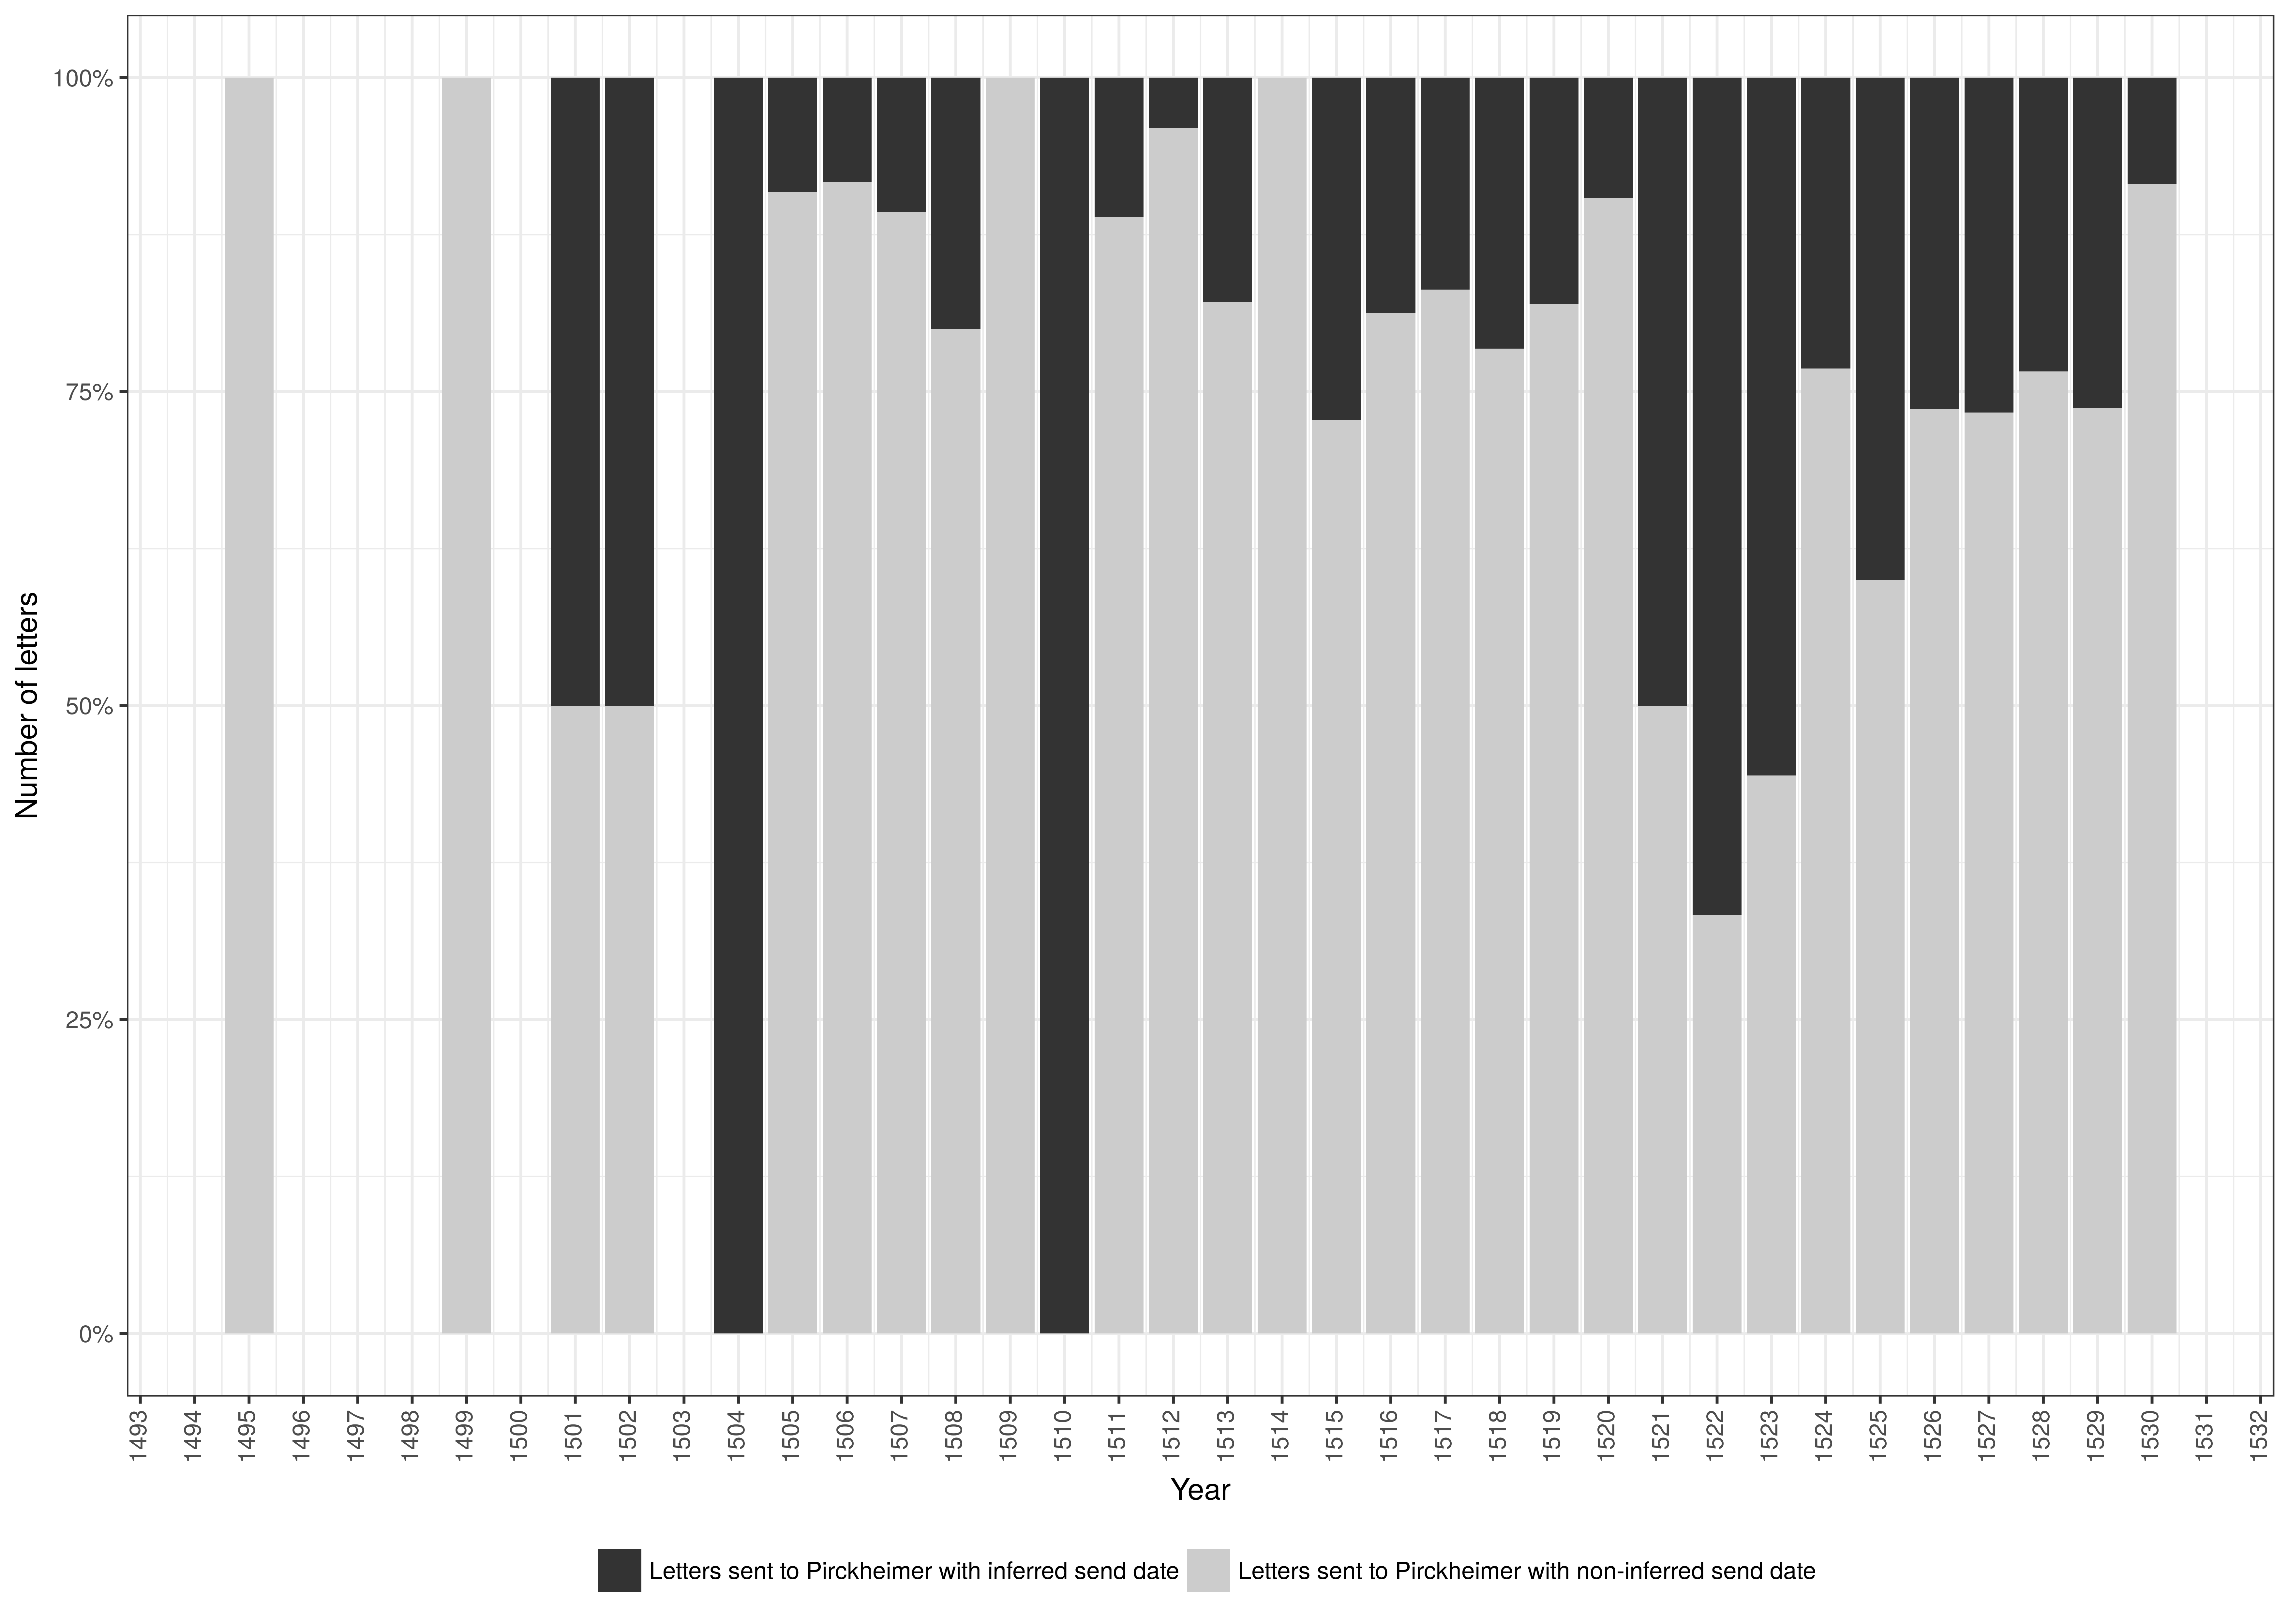 Number of letters
100%
75%
50%
25%
0%
1493 1494 1495 1496 1497 1498 1499 1500 1501 1502 1503 1504 1505 1506 1507 1508 1509 1510 1511 1512 1513 1514 1515 1516 1517 1518 1519 1520 1521 1522 1523 1524 1525 1526 1527 1528 1529 1530 1531 1532
Year
Letters sent to Pirckheimer with inferred send date Letters sent to Pirckheimer with non-inferred send date